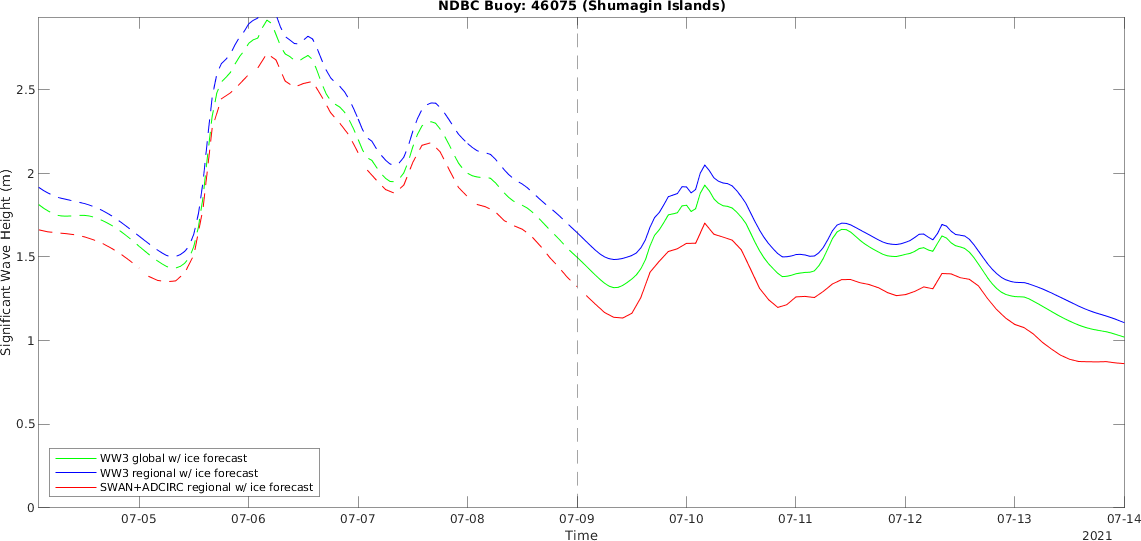 NDBC Buoy: 46075 (Shumagin Islands)
Significant Wave Height (m)
2.5
2
1.5
1
0.5
0
WW3 global w/ ice forecast
WW3 regional w/ ice forecast
SWAN+ADCIRC regional w/ ice forecast
07-05 07-06 07-07 07-08 07-09 07-10 07-11 07-12 07-13 07-14
Time
2021